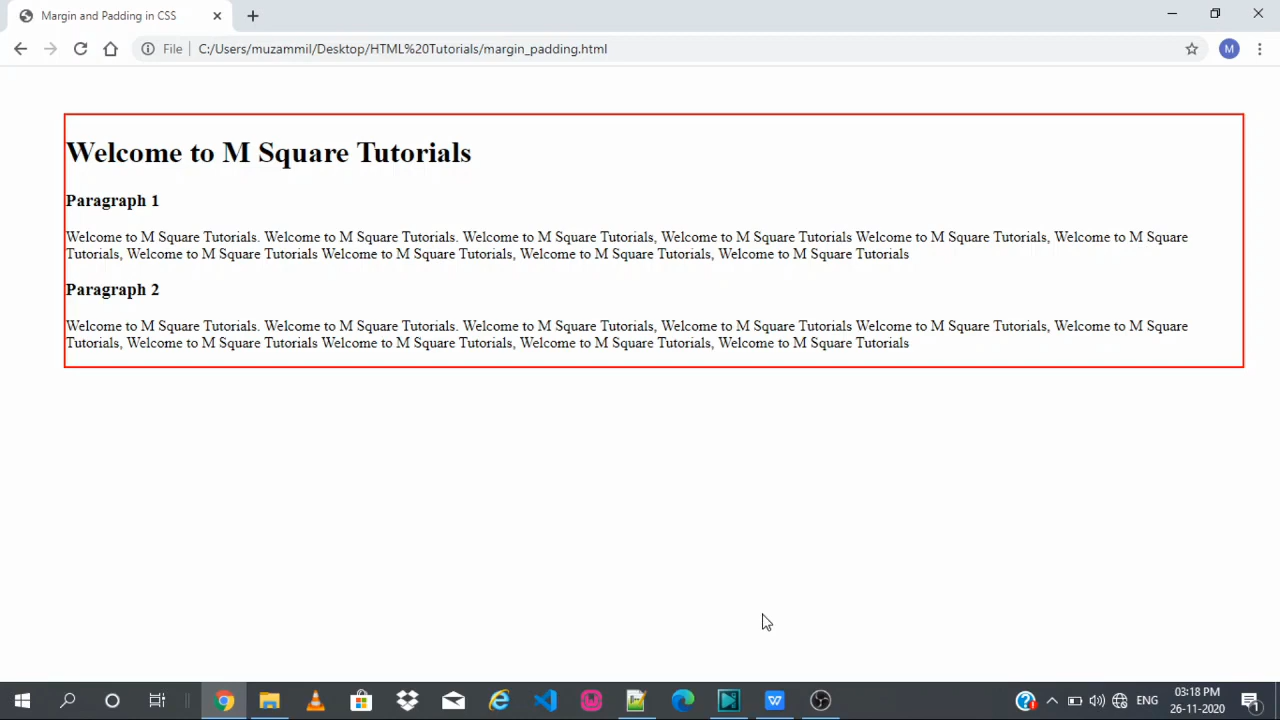 Margin and Padding in CSS
File
C:/Users/muzammil/Desktop/HTML%20Tutorials/margin_padding.html
M
Welcome to M Square Tutorials
Paragraph 1
Welcome to M Square Tutorials. Welcome to M Square Tutorials. Welcome to M Square Tutorials, Welcome to M Square Tutorials Welcome to M Square Tutorials, Welcome to M Square
Tutorials, Welcome to M Square Tutorials Welcome to M Square Tutorials, Welcome to M Square Tutorials, Welcome to M Square Tutorials
Paragraph 2
Welcome to M Square Tutorials. Welcome to M Square Tutorials. Welcome to M Square Tutorials, Welcome to M Square Tutorials Welcome to M Square Tutorials, Welcome to M Square
Tutorials, Welcome to M Square Tutorials Welcome to M Square Tutorials, Welcome to M Square Tutorials, Welcome to M Square Tutorials
ENG
03:18 PM
26-11-2020
1